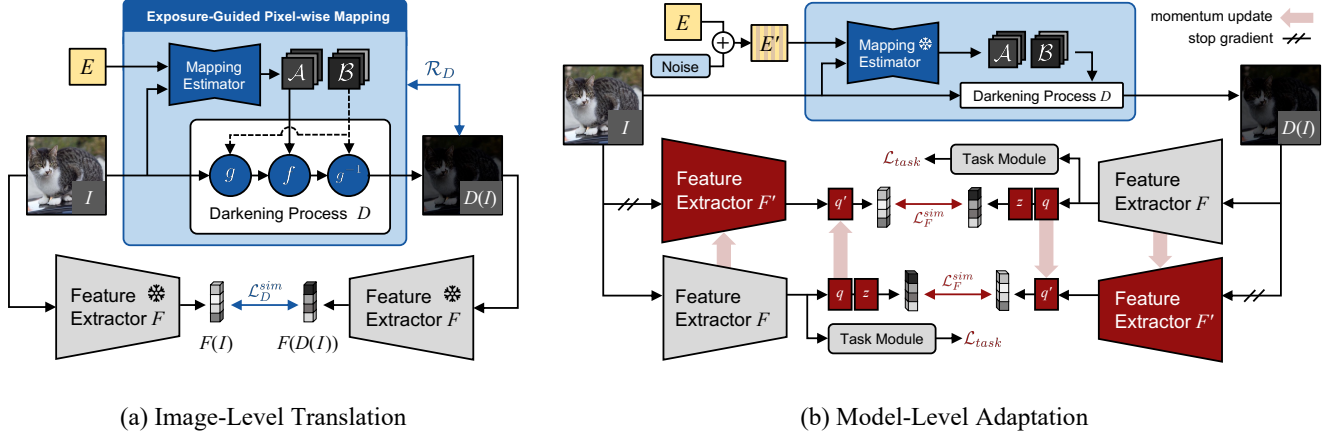 Exposure-Guided Pixel-wise Mapping
E
Mapping
Estimator
𝒜
ℬ
ℛ_D
I
g
f
g⁻¹
Darkening Process D
D(I)
Feature
Extractor F
F(I)
ℒ_D^sim
F(D(I))
Feature
Extractor F
(a) Image-Level Translation
E
Noise
+
E'
Mapping
Estimator
𝒜
ℬ
momentum update
stop gradient
I
Darkening Process D
D(I)
Feature
Extractor F'
q'
ℒ_F^sim
ℒ_task
Task Module
z
q
Feature
Extractor F
Feature
Extractor F
q
z
ℒ_F^sim
q'
Feature
Extractor F'
Task Module
ℒ_task
(b) Model-Level Adaptation